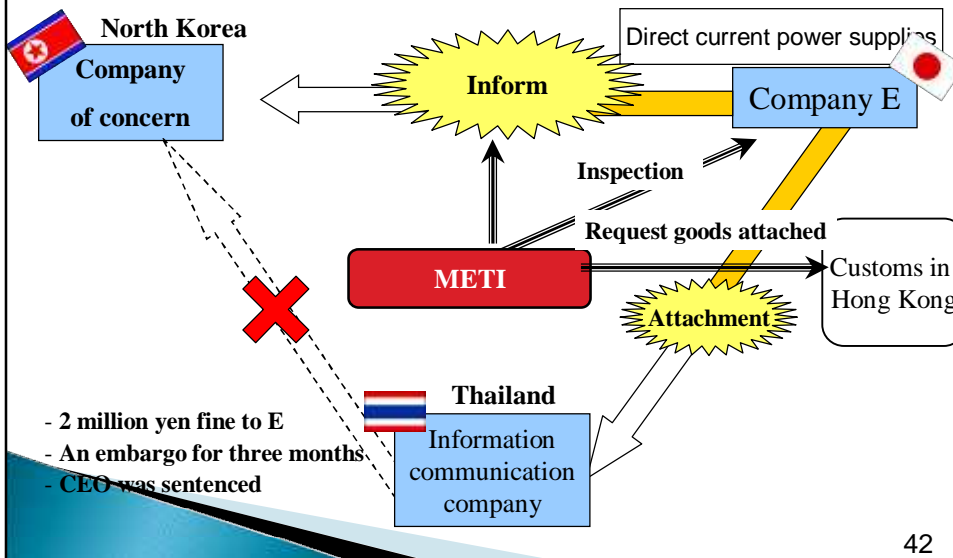 North Korea
Direct current power supplies
Company
of concern
Inform
Company E
Inspection
Request goods attached
METI
Customs in
Hong Kong
Attachment
Thailand
- 2 million yen fine to E
- An embargo for three months
- CEO was sentenced
Information
communication
company
42